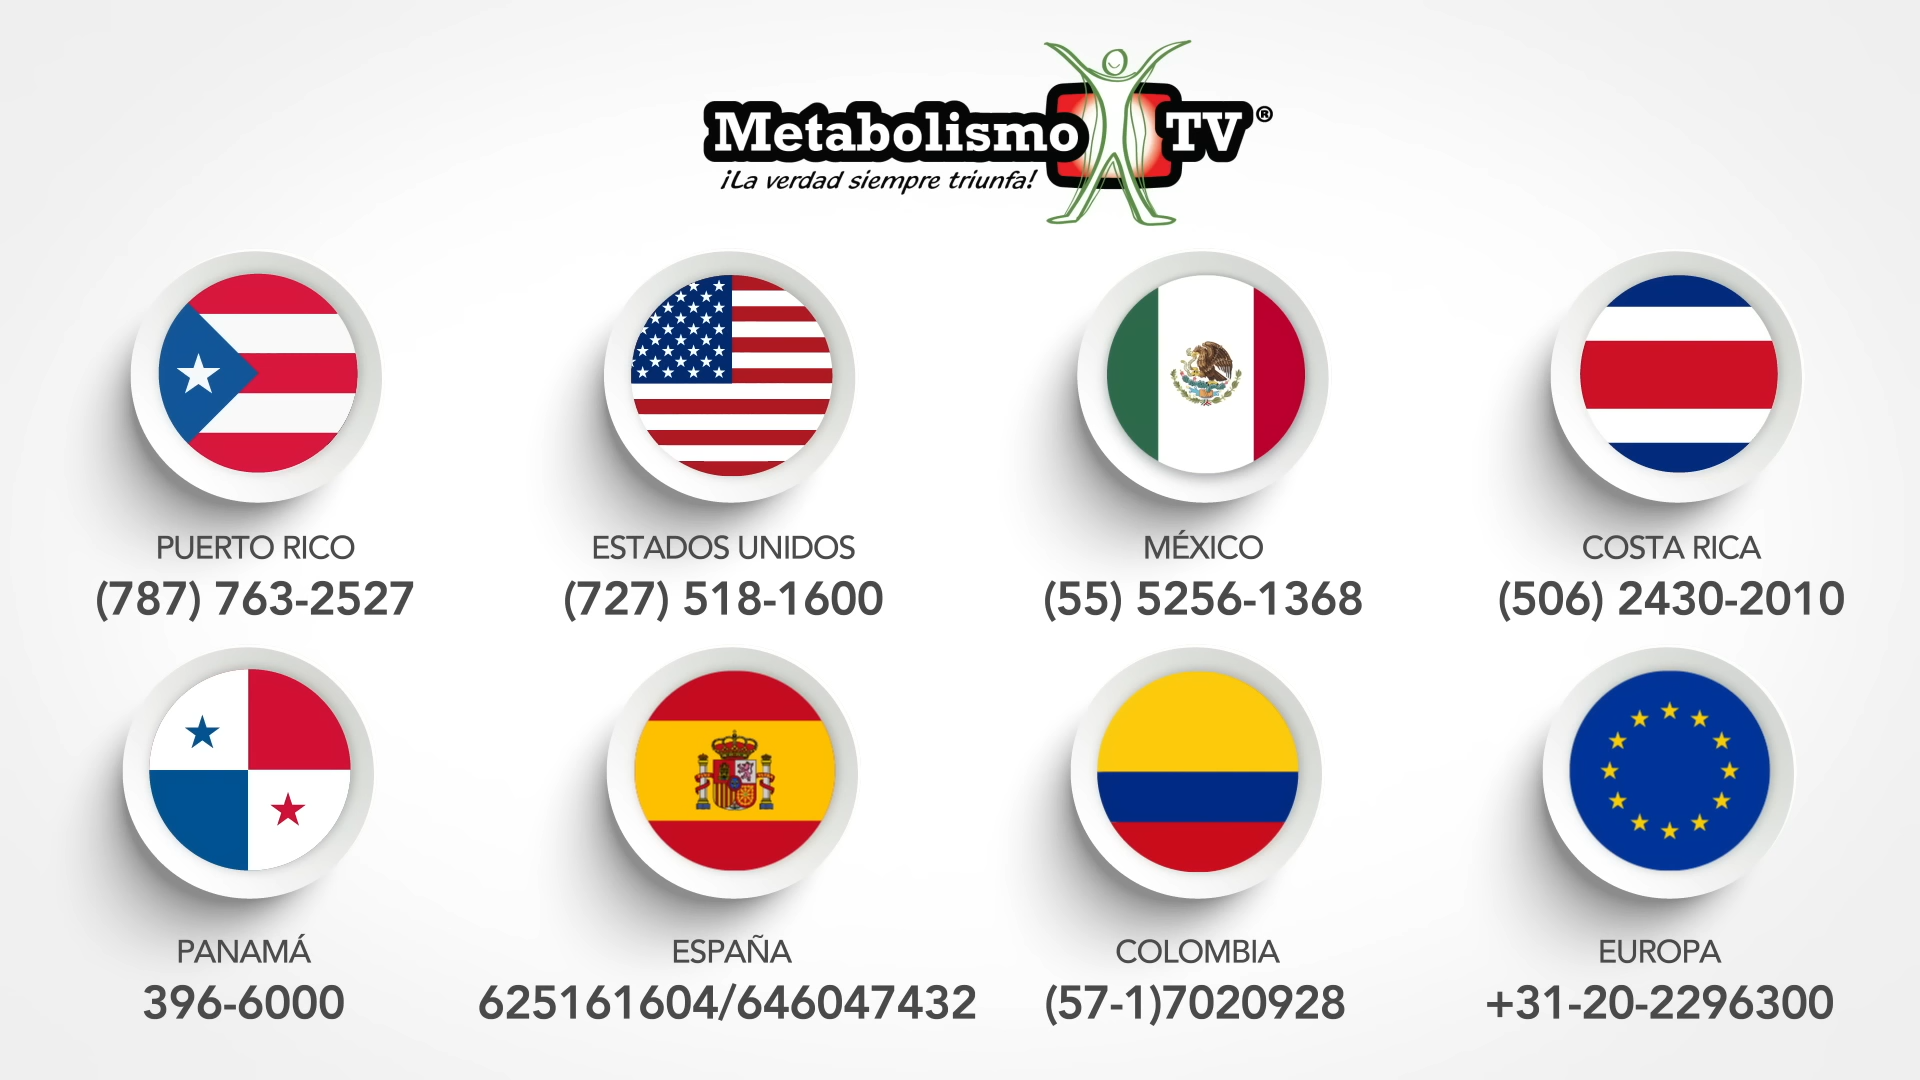 Metabolismo TV®
¡La verdad siempre triunfa!
PUERTO RICO
(787) 763-2527
ESTADOS UNIDOS
(727) 518-1600
MÉXICO
(55) 5256-1368
COSTA RICA
(506) 2430-2010
PANAMÁ
396-6000
ESPAÑA
625161604/646047432
COLOMBIA
(57-1)7020928
EUROPA
+31-20-2296300